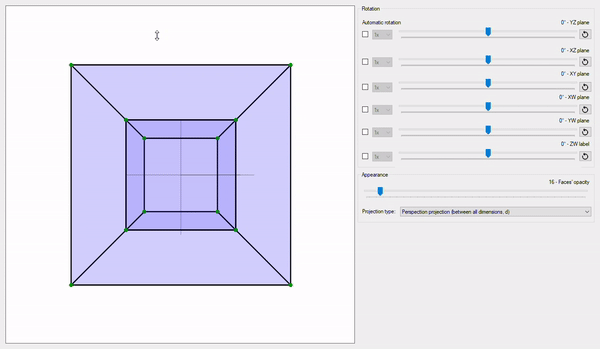 Rotation
Automatic rotation
0° - YZ plane
1x
0° - XZ plane
1x
0° - XY plane
1x
0° - XW plane
1x
0° - YW plane
1x
0° - ZW label
1x
Appearance
16 - Faces' opacity
Projection type: Perspection projection (between all dimensions, d)